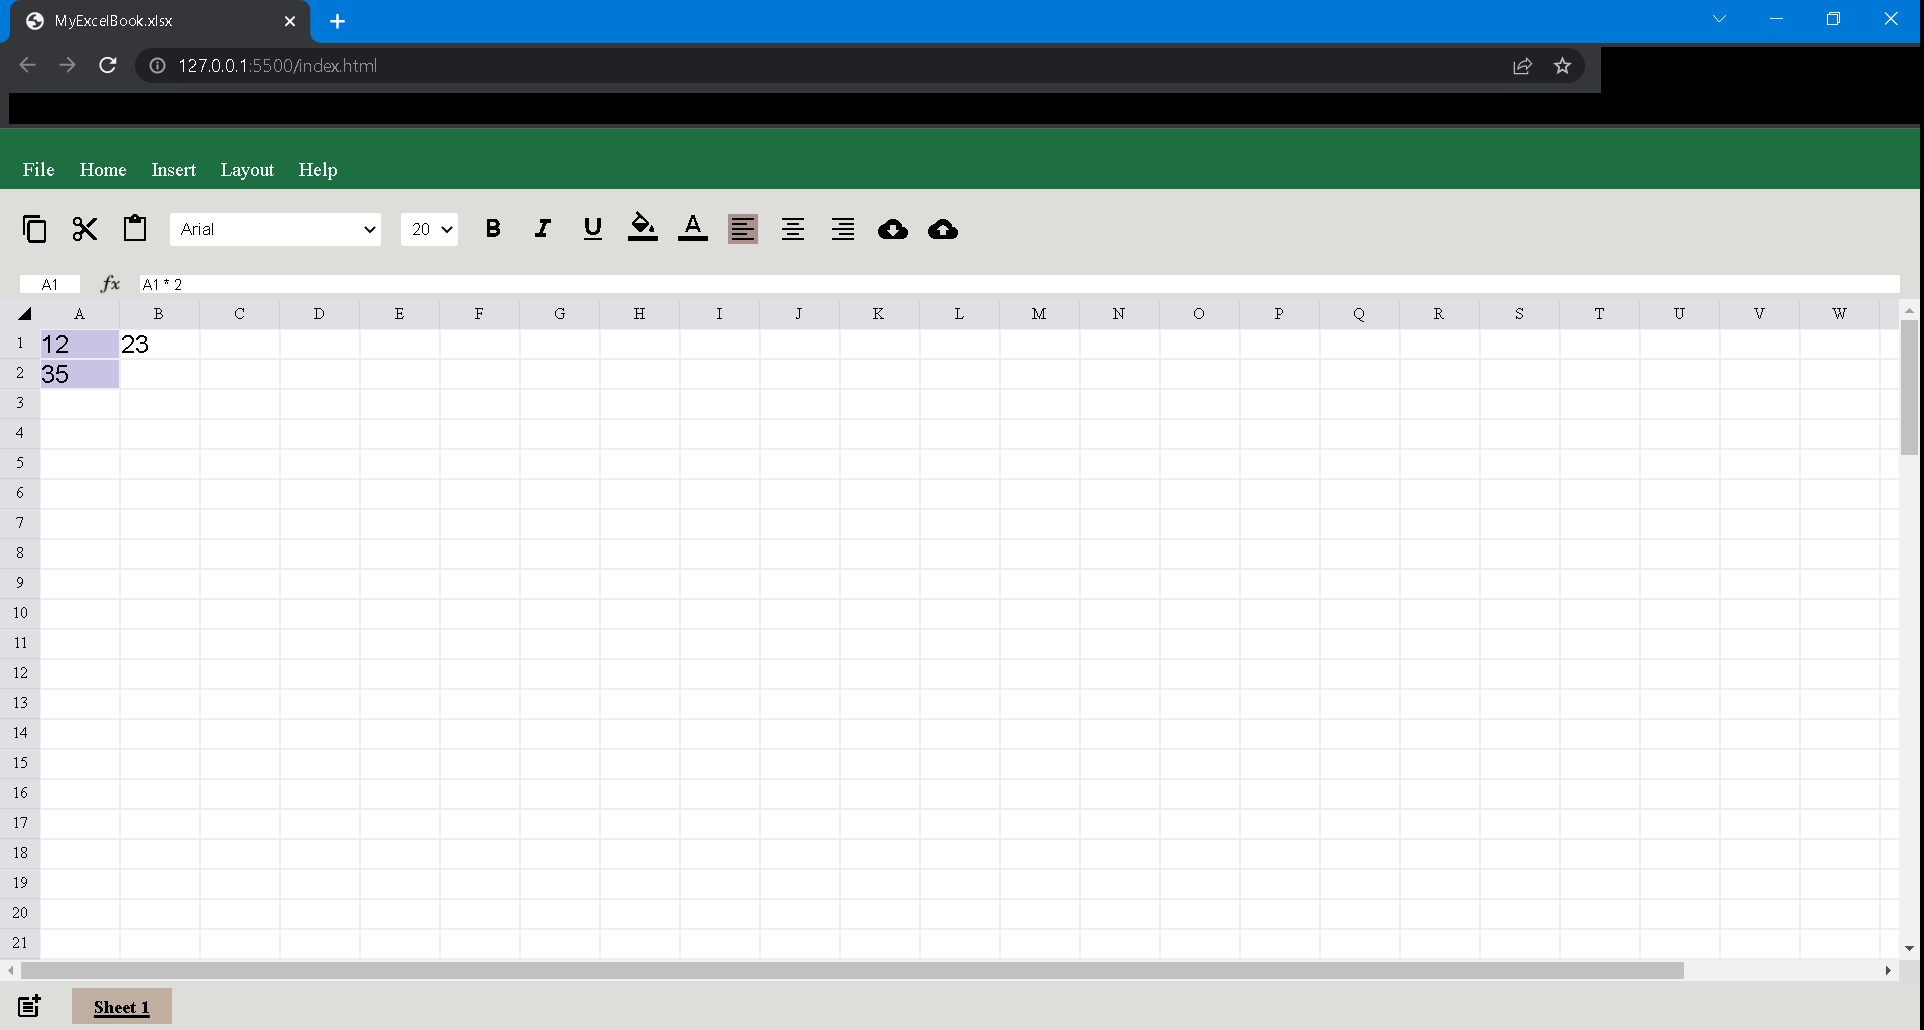 MyExcelBook.xlsx
127.0.0.1:5500/index.html
File Home Insert Layout Help
Arial 20 B I U A
A1 fx A1 * 2
A B C D E F G H I J K L M N O P Q R S T U V W
1 12 23
2 35
3
4
5
6
7
8
9
10
11
12
13
14
15
16
17
18
19
20
21
Sheet 1